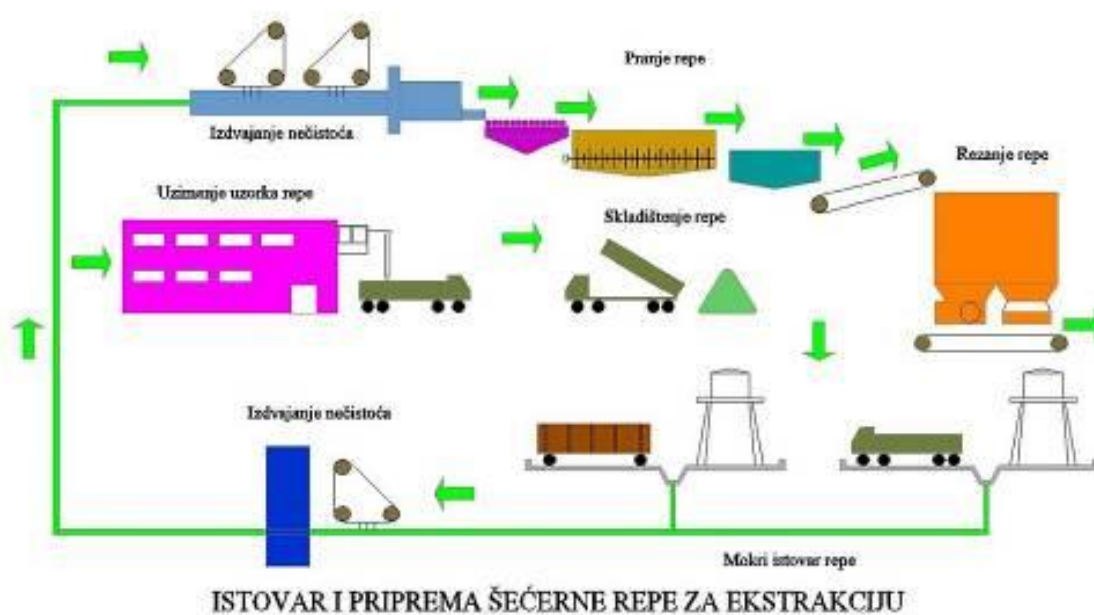 Pranje repe
Izdvajanje nečistoća
Rezanje repe
Uzimanje uzorka repe
Skladištenje repe
Izdvajanje nečistoća
Mokri istovar repe
ISTOVAR I PRIPREMA ŠEĆERNE REPE ZA EKSTRAKCIJU